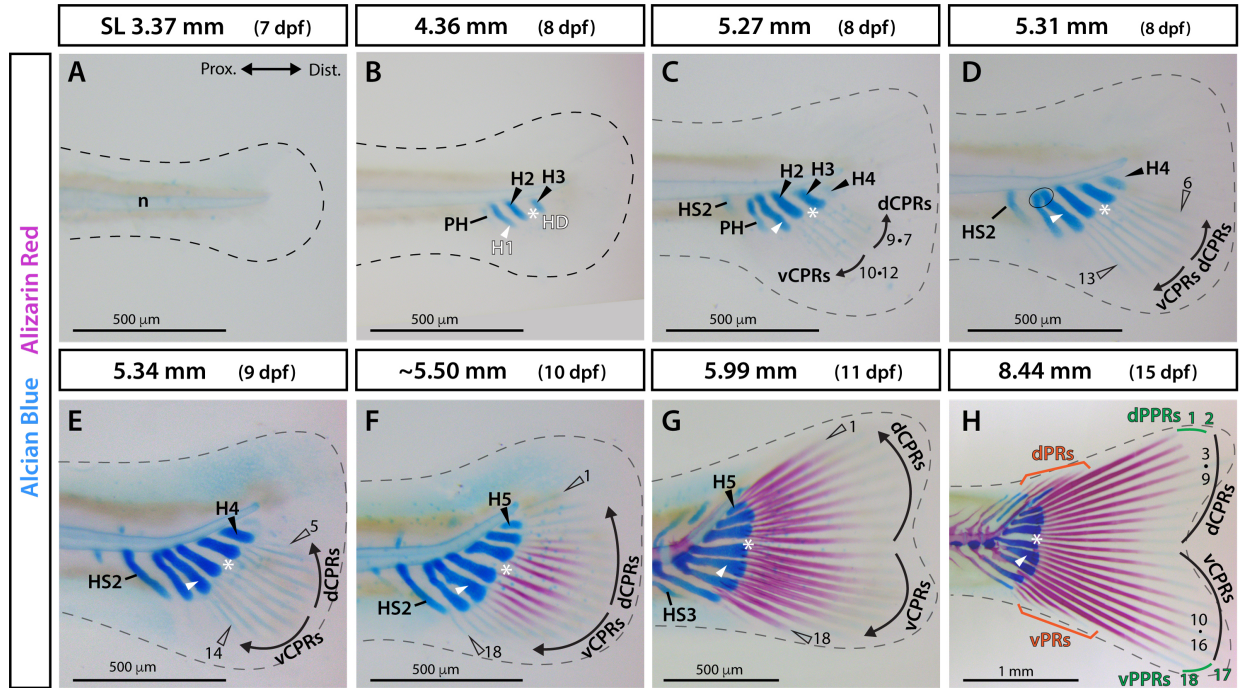 SL 3.37 mm (7 dpf)
4.36 mm (8 dpf)
5.27 mm (8 dpf)
5.31 mm (8 dpf)
Alcian Blue Alizarin Red
A
Prox. Dist.
n
500 µm
B
H2
H3
PH
*
HD
H1
500 µm
C
H2
H3
H4
HS2
PH
*
dCPRs
9•7
vCPRs
10•12
500 µm
D
H4
6
*
HS2
13
vCPRs dCPRs
500 µm
5.34 mm (9 dpf)
~5.50 mm (10 dpf)
5.99 mm (11 dpf)
8.44 mm (15 dpf)
E
H4
5
*
HS2
dCPRs
14
vCPRs
500 µm
F
1
H5
*
HS2
dCPRs
vCPRs
18
500 µm
G
1
dCPRs
H5
*
vCPRs
HS3
18
500 µm
H
dPPRs 1 2
dPRs
3
•
9
dCPRs
*
vCPRs
10
•
16
vPRs
17
vPPRs 18
1 mm